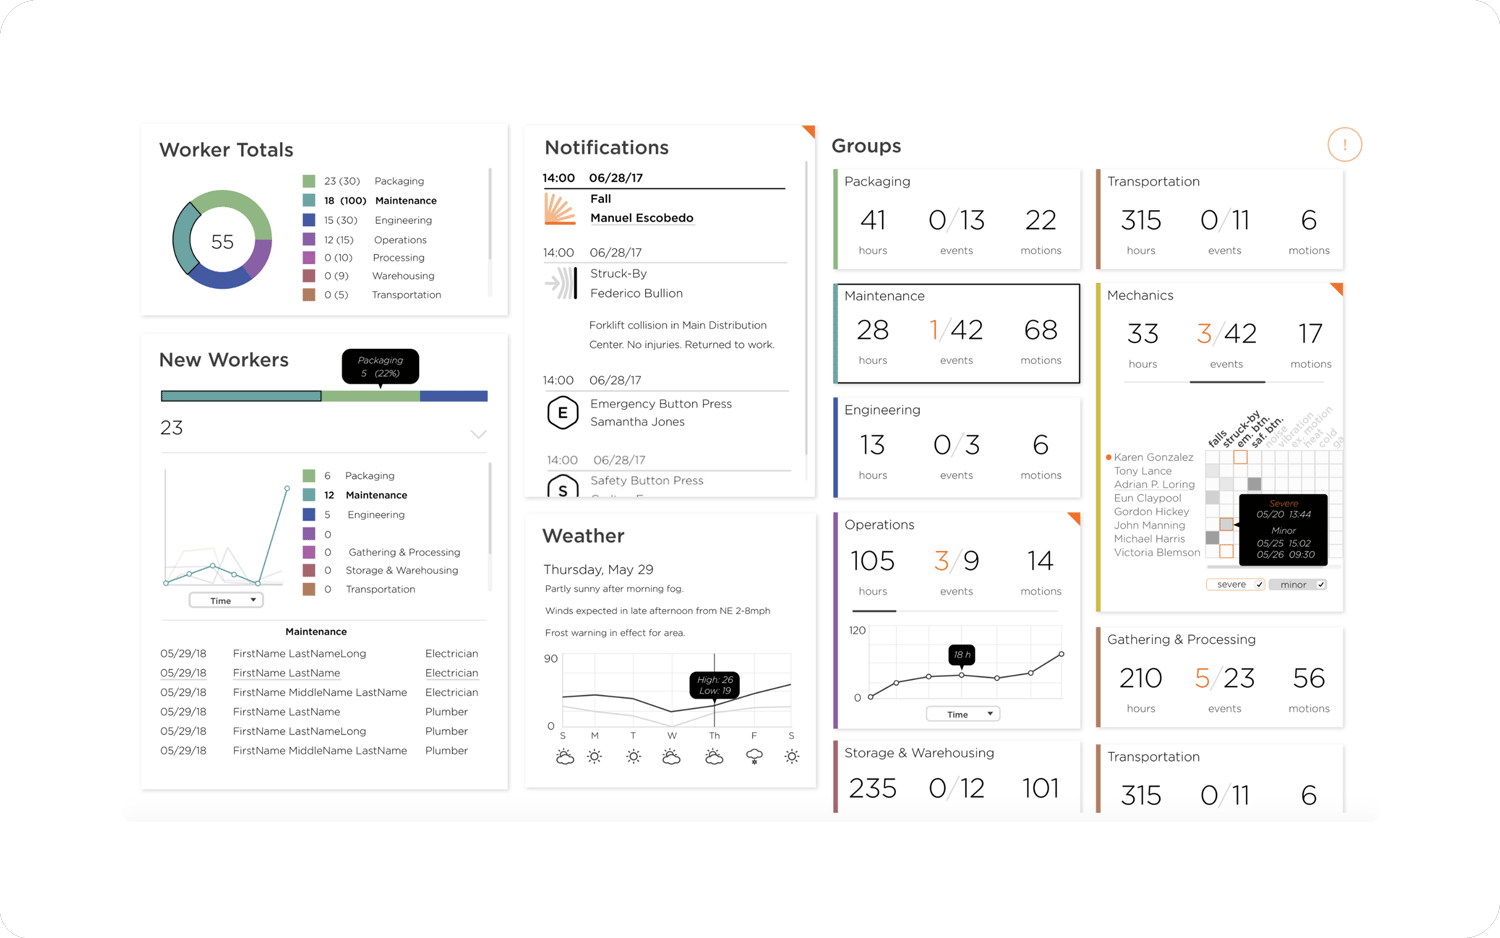 Worker Totals
55
23 (30) Packaging
18 (100) Maintenance
15 (30) Engineering
12 (15) Operations
0 (10) Processing
0 (9) Warehousing
0 (5) Transportation
New Workers
Packaging
5 (22%)
23
6 Packaging
12 Maintenance
5 Engineering
0
0 Gathering & Processing
0 Storage & Warehousing
0 Transportation
Time
Maintenance
05/29/18 FirstName LastNameLong Electrician
05/29/18 FirstName LastName Electrician
05/29/18 FirstName MiddleName LastName Electrician
05/29/18 FirstName LastName Plumber
05/29/18 FirstName LastNameLong Plumber
05/29/18 FirstName MiddleName LastName Plumber
Notifications
14:00 06/28/17
Fall
Manuel Escobedo
14:00 06/28/17
Struck-By
Federico Bullion
Forklift collision in Main Distribution
Center. No injuries. Returned to work.
14:00 06/28/17
E
Emergency Button Press
Samantha Jones
14:00 06/28/17
S
Safety Button Press
Weather
Thursday, May 29
Partly sunny after morning fog.
Winds expected in late afternoon from NE 2-8mph
Frost warning in effect for area.
90
High: 26
Low: 19
0
S M T W Th F S
Groups
!
Packaging
41 0/13 22
hours events motions
Maintenance
28 1/42 68
hours events motions
Engineering
13 0/3 6
hours events motions
Operations
105 3/9 14
hours events motions
120
18 h
0
Time
Storage & Warehousing
235 0/12 101
Transportation
315 0/11 6
hours events motions
Mechanics
33 3/42 17
hours events motions
falls
struck-by
em. btn.
saf. btn.
noise
vibration
ex. motion
heat
cold
ga
Karen Gonzalez
Tony Lance
Adrian P. Loring
Eun Claypool
Gordon Hickey
John Manning
Michael Harris
Victoria Blemson
Severe
05/20 13:44
Minor
05/25 15:02
05/26 09:30
severe minor
Gathering & Processing
210 5/23 56
hours events motions
Transportation
315 0/11 6